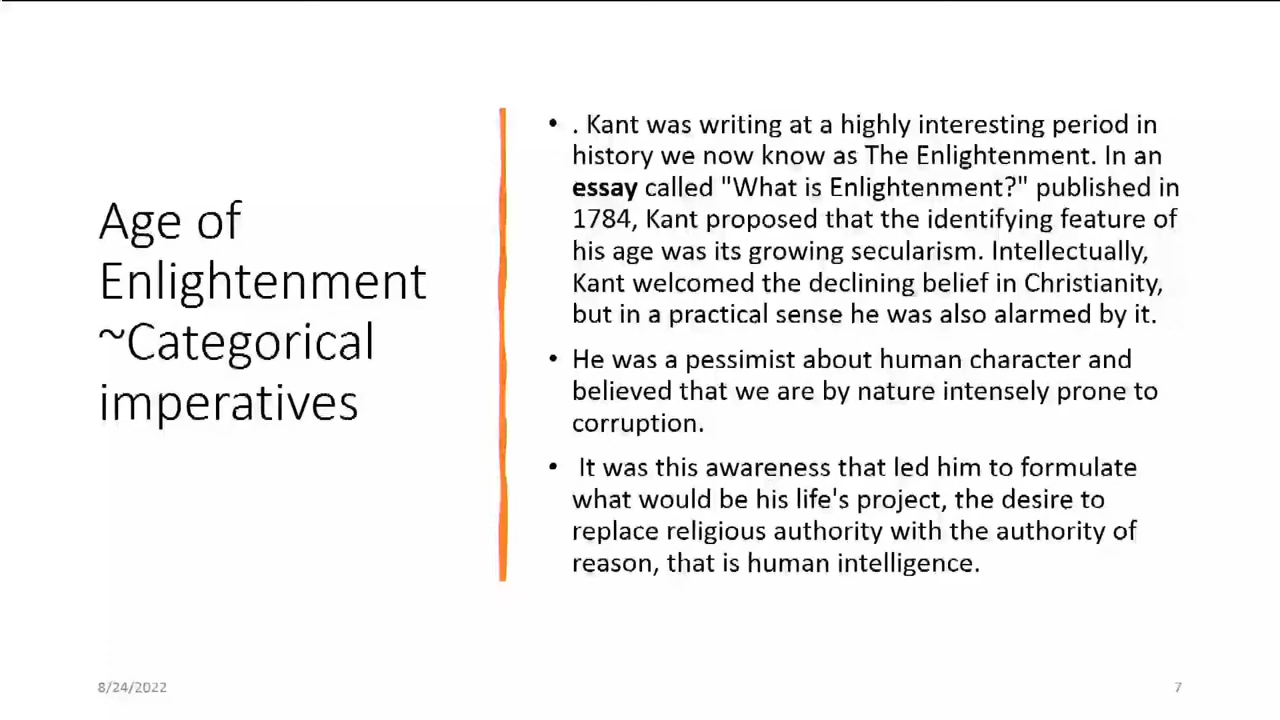 Age of
Enlightenment
~Categorical
imperatives
• . Kant was writing at a highly interesting period in
history we now know as The Enlightenment. In an
essay called "What is Enlightenment?" published in
1784, Kant proposed that the identifying feature of
his age was its growing secularism. Intellectually,
Kant welcomed the declining belief in Christianity,
but in a practical sense he was also alarmed by it.
• He was a pessimist about human character and
believed that we are by nature intensely prone to
corruption.
• It was this awareness that led him to formulate
what would be his life's project, the desire to
replace religious authority with the authority of
reason, that is human intelligence.
8/24/2022
7